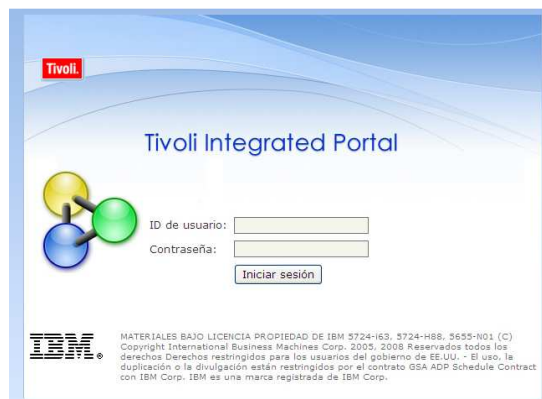 Tivoli.
Tivoli Integrated Portal
ID de usuario:
Contraseña:
Iniciar sesión
IBM®
MATERIALES BAJO LICENCIA PROPIEDAD DE IBM 5724-i63, 5724-H88, 5655-N01 (C)
Copyright International Business Machines Corp. 2005, 2008 Reservados todos los
derechos Derechos restringidos para los usuarios del gobierno de EE.UU. - El uso, la
duplicación o la divulgación están restringidos por el contrato GSA ADP Schedule Contract
con IBM Corp. IBM es una marca registrada de IBM Corp.